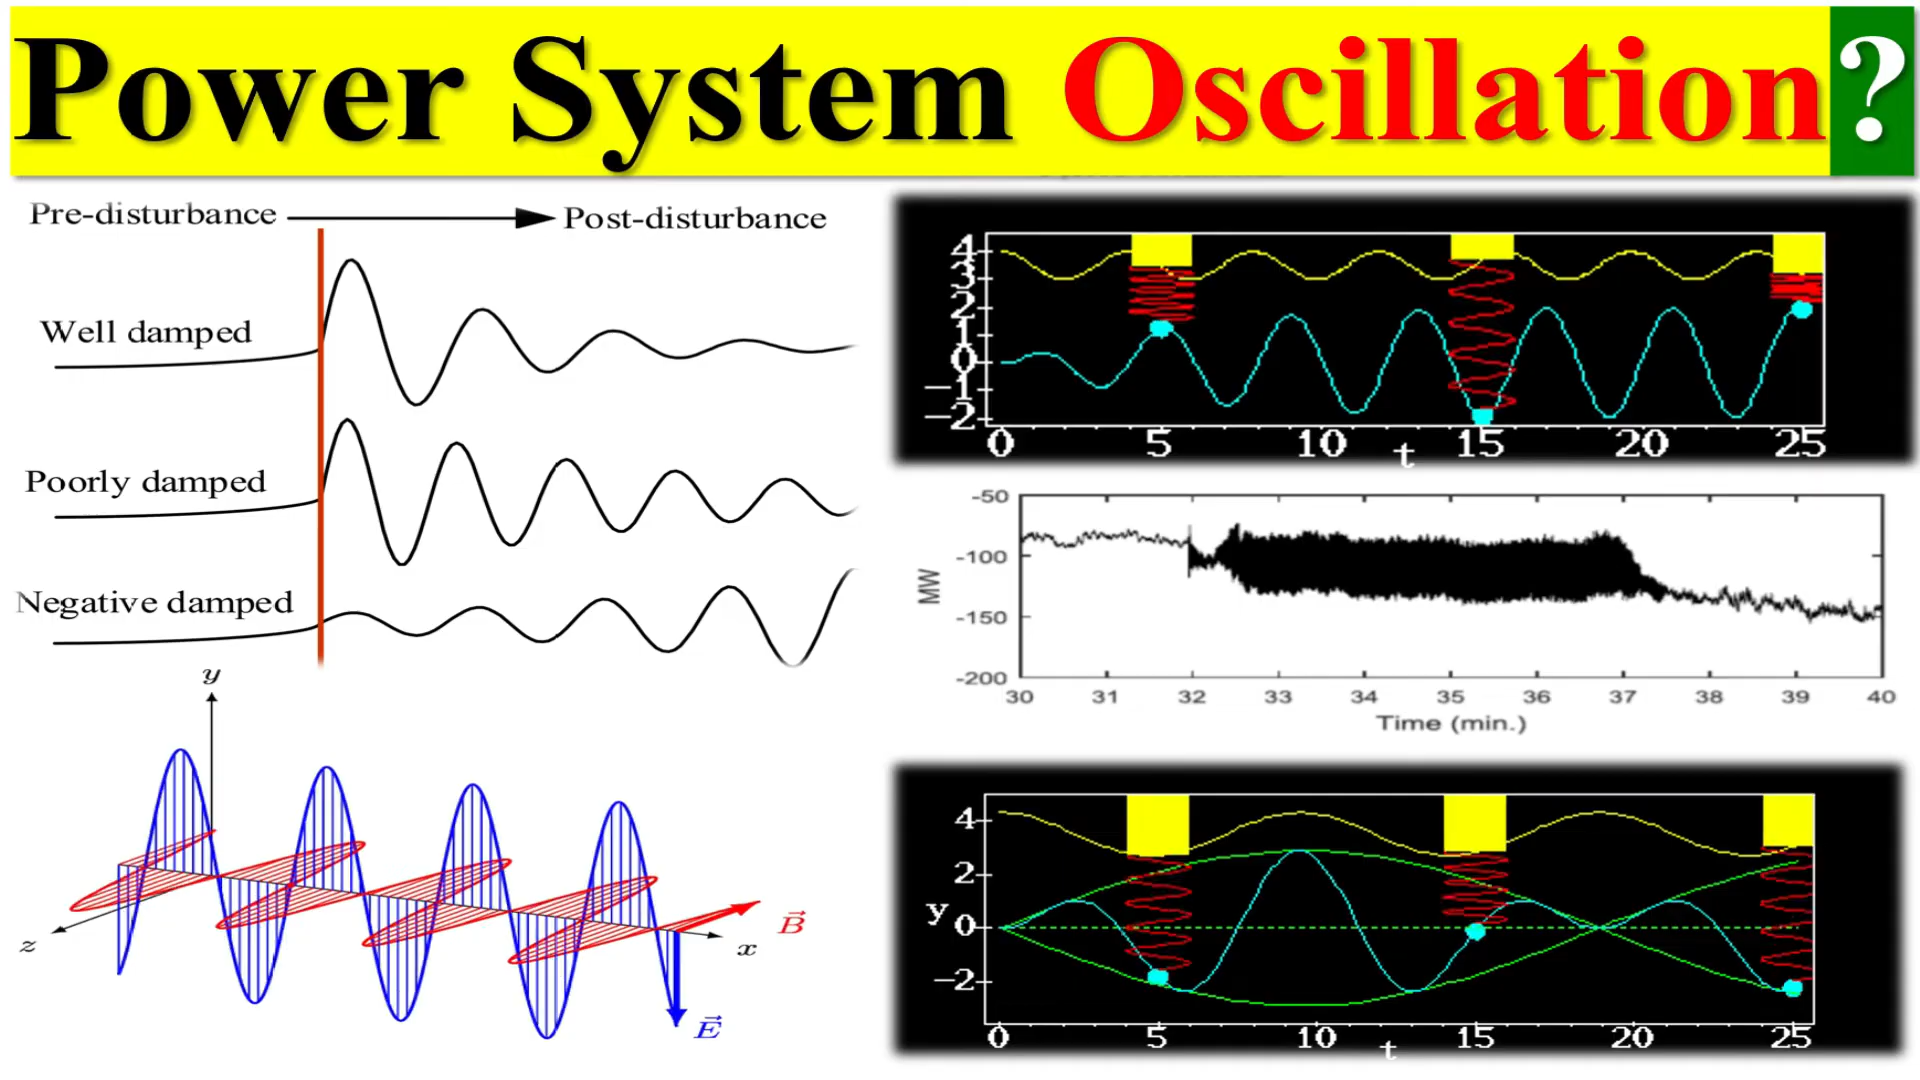 Power System Oscillation?
Pre-disturbance
Post-disturbance
Well damped
Poorly damped
Negative damped
y
z
x
B
E
4
3
2
1
0
-1
-2
0 5 10 15 20 25
t
-50
-100
-150
-200
MW
30 31 32 33 34 35 36 37 38 39 40
Time (min.)
4
2
y
0
-2
0 5 10 15 20 25
t